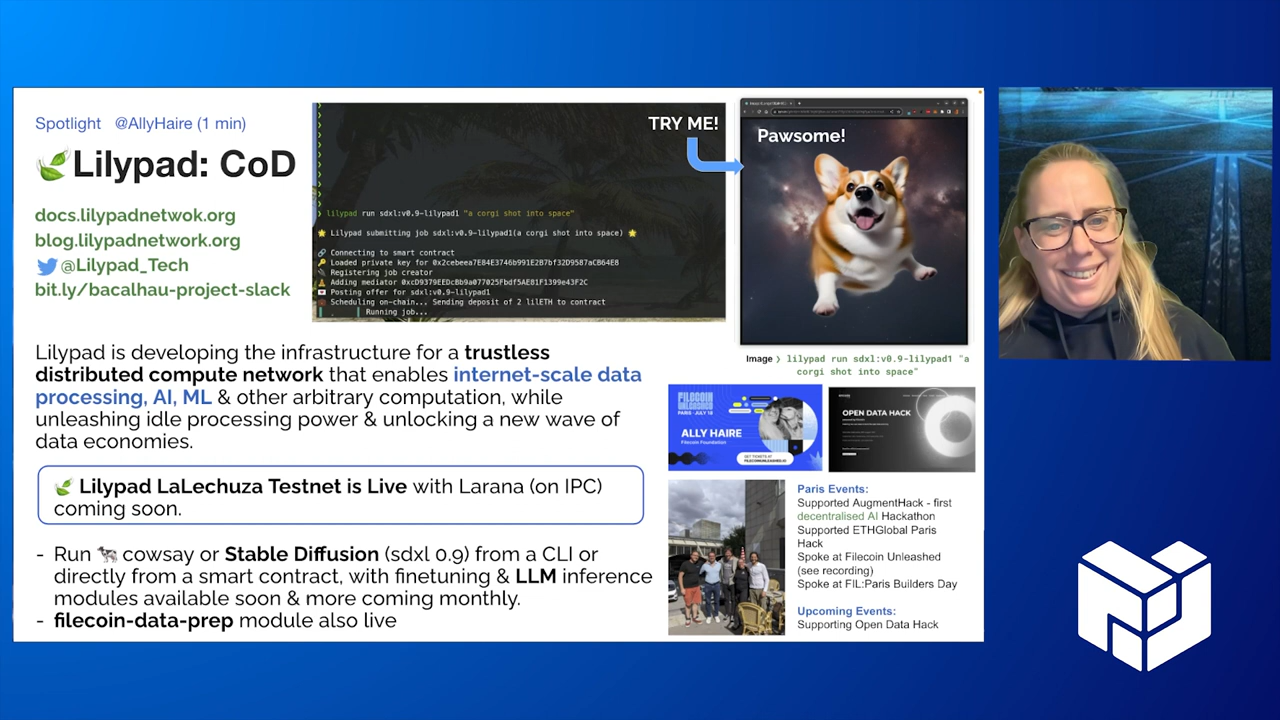 Spotlight @AllyHaire (1 min)
Lilypad: CoD
docs.lilypadnetwok.org
blog.lilypadnetwork.org
@Lilypad_Tech
bit.ly/bacalhau-project-slack
TRY ME!
❯ lilypad run sdxl:v0.9-lilypad1 "a corgi shot into space"
🌟 Lilypad submitting job sdxl:v0.9-lilypad1(a corgi shot into space) 🌟
Connecting to smart contract
Loaded private key for 0x2cebeea7E84E3746b991E2B7bf32D9587aCB64E8
Registering job creator
Adding mediator 0xcD9379EEDcBb9a077025Fbdf5AE81F1399e43F2C
Posting offer for sdxl:v0.9-lilypad1
Scheduling on-chain... Sending deposit of 2 lilETH to contract
Running job...
Pawsome!
Image ❯ lilypad run sdxl:v0.9-lilypad1 "a
corgi shot into space"
Lilypad is developing the infrastructure for a trustless
distributed compute network that enables internet-scale data
processing, AI, ML & other arbitrary computation, while
unleashing idle processing power & unlocking a new wave of
data economies.
Lilypad LaLechuza Testnet is Live with Larana (on IPC)
coming soon.
- Run 🐄 cowsay or Stable Diffusion (sdxl 0.9) from a CLI or
directly from a smart contract, with finetuning & LLM inference
modules available soon & more coming monthly.
- filecoin-data-prep module also live
FILECOIN
UNLEASHED
PARIS - JULY 18
ALLY HAIRE
Filecoin Foundation
GET TICKETS AT
FILECOINUNLEASHED.IO
OPEN DATA HACK
Paris Events:
Supported AugmentHack - first
decentralised AI Hackathon
Supported ETHGlobal Paris
Hack
Spoke at Filecoin Unleashed
(see recording)
Spoke at FIL:Paris Builders Day
Upcoming Events:
Supporting Open Data Hack